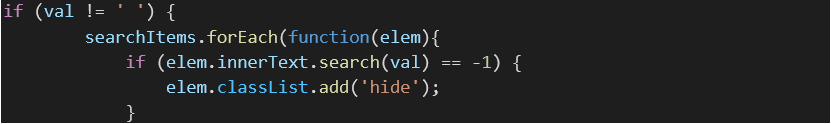 if (val != ' ') {
searchItems.forEach(function(elem){
if (elem.innerText.search(val) == -1) {
elem.classList.add('hide');
}